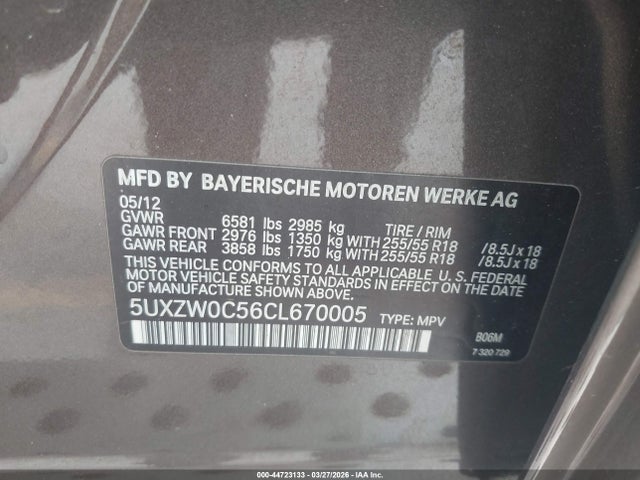 MFD BY BAYERISCHE MOTOREN WERKE AG
05/12
GVWR 6581 lbs 2985 kg TIRE / RIM
GAWR FRONT 2976 lbs 1350 kg WITH 255/55 R18 /8.5J x 18
GAWR REAR 3858 lbs 1750 kg WITH 255/55 R18 /8.5J x 18
THIS VEHICLE CONFORMS TO ALL APPLICABLE U. S. FEDERAL
MOTOR VEHICLE SAFETY STANDARDS IN EFFECT ON THE DATE
OF MANUFACTURE SHOWN ABOVE.
5UXZW0C56CL670005 TYPE: MPV
B06M
7 320 729
000-44723133 - 03/27/2026 - IAA Inc.